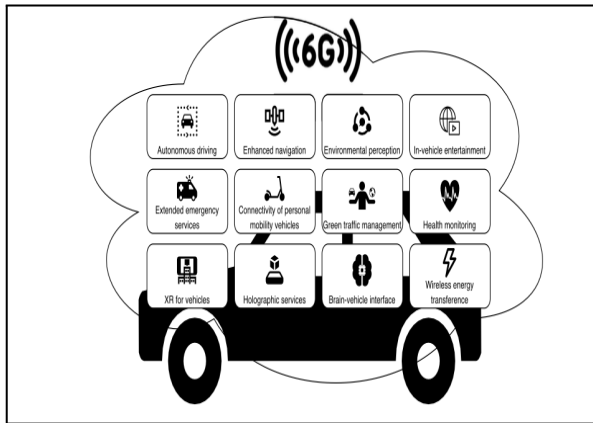 ((((6G))))
Autonomous driving
Enhanced navigation
Environmental perception
In-vehicle entertainment
Extended emergency
services
Connectivity of personal
mobility vehicles
Green traffic management
Health monitoring
XR for vehicles
Holographic services
Brain-vehicle interface
Wireless energy
transference